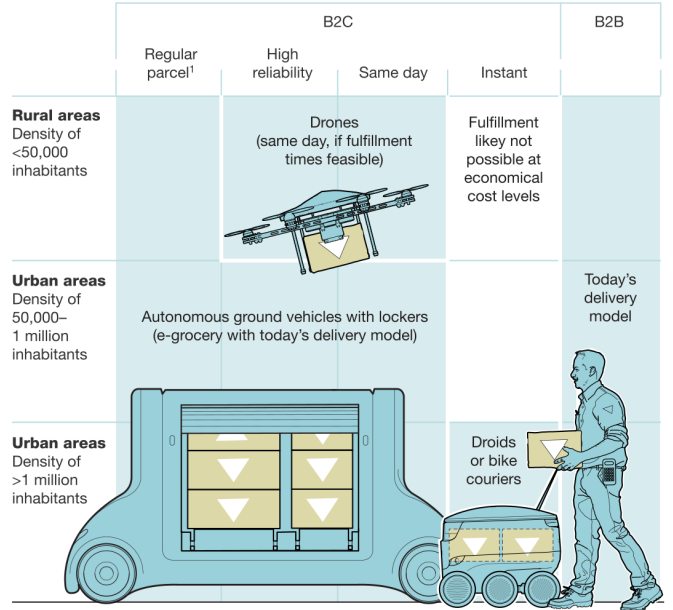 B2C
B2B
Regular
parcel¹
High
reliability
Same day
Instant
Rural areas
Density of
<50,000
inhabitants
Drones
(same day, if fulfillment
times feasible)
Fulfillment
likey not
possible at
economical
cost levels
Urban areas
Density of
50,000–
1 million
inhabitants
Autonomous ground vehicles with lockers
(e-grocery with today’s delivery model)
Today’s
delivery
model
Urban areas
Density of
>1 million
inhabitants
Droids
or bike
couriers